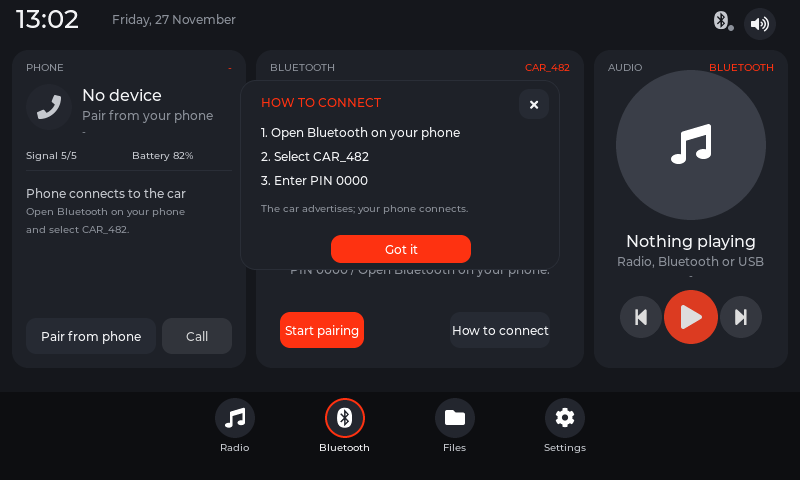 13:02
Friday, 27 November
PHONE
-
No device
Pair from your phone
-
Signal 5/5
Battery 82%
Phone connects to the car
Open Bluetooth on your phone
and select CAR_482.
Pair from phone
Call
BLUETOOTH
CAR_482
HOW TO CONNECT
1. Open Bluetooth on your phone
2. Select CAR_482
3. Enter PIN 0000
The car advertises; your phone connects.
Got it
PIN 0000 / Open Bluetooth on your phone.
Start pairing
How to connect
AUDIO
BLUETOOTH
Nothing playing
Radio, Bluetooth or USB
-
Radio
Bluetooth
Files
Settings